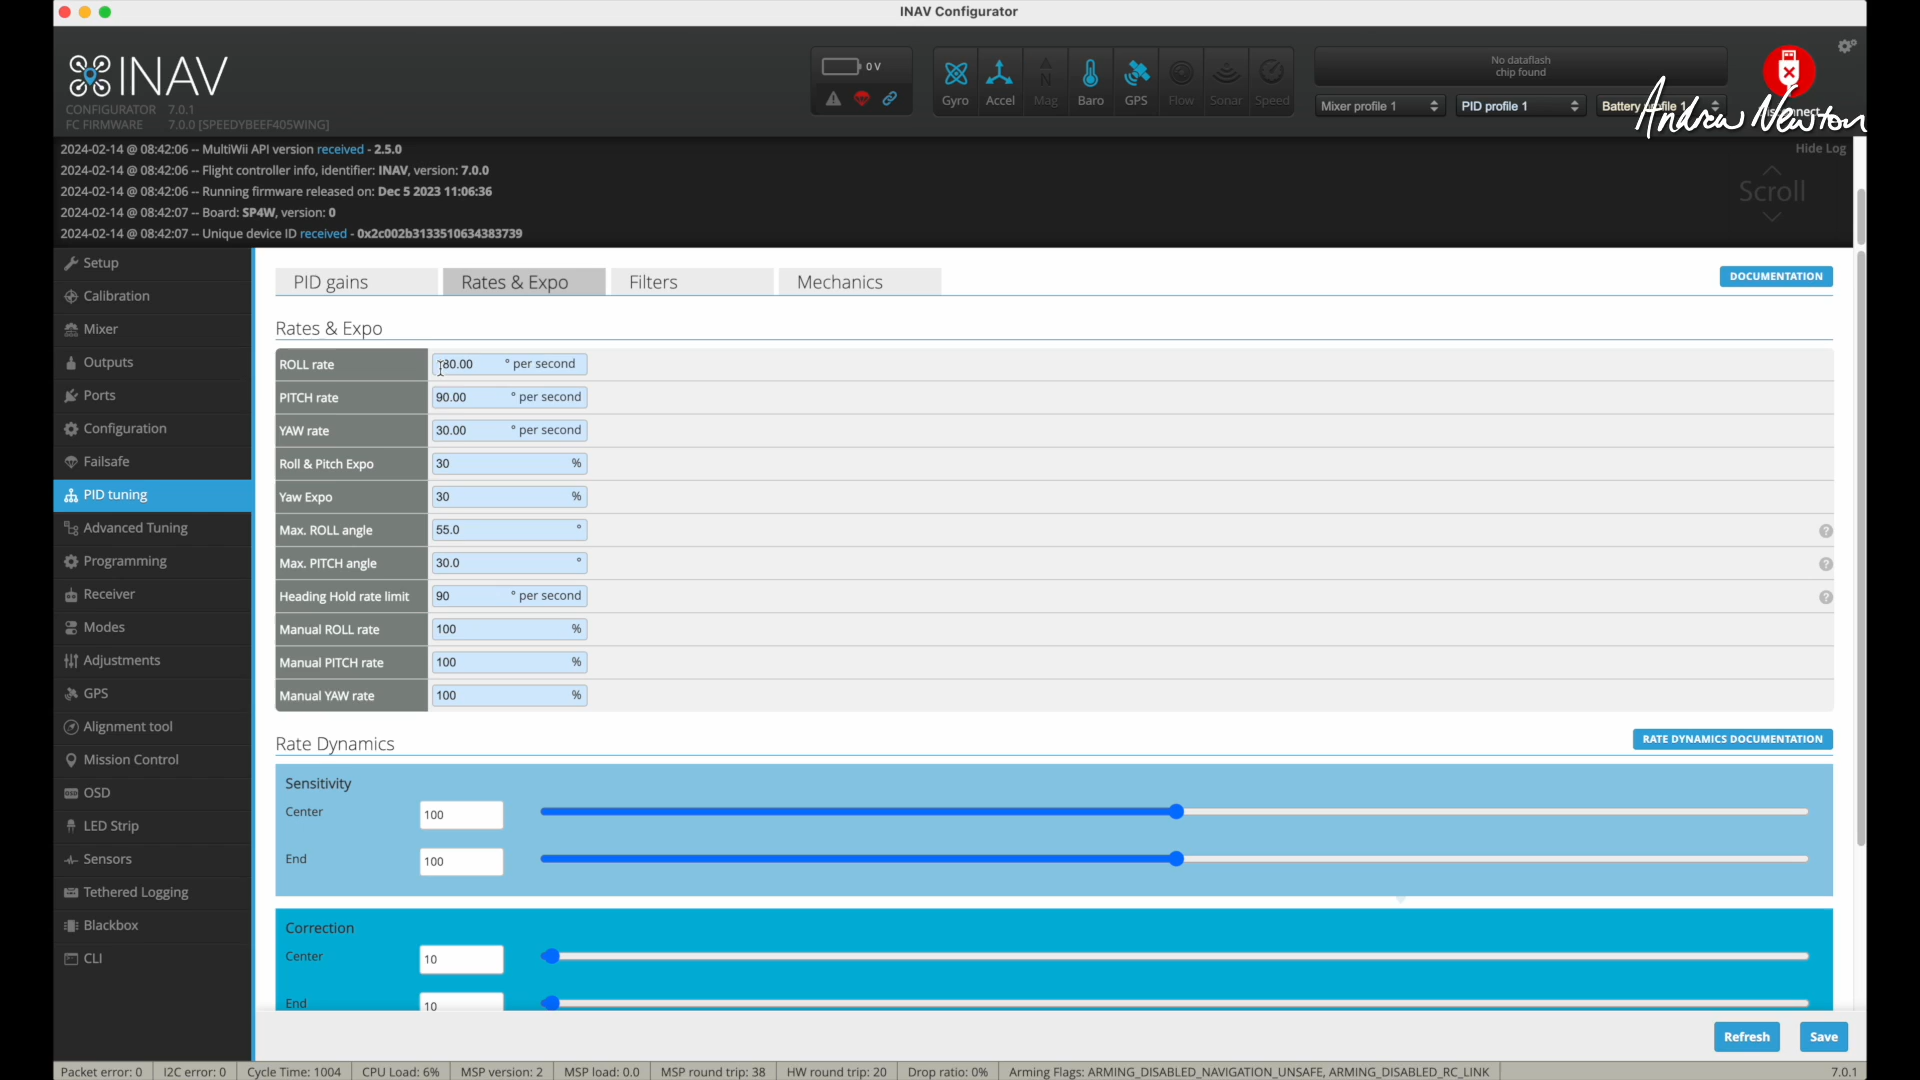 INAV Configurator
INAV
CONFIGURATOR 7.0.1
FC FIRMWARE 7.0.0 [SPEEDYBEEF405WING]
0 V
Gyro Accel Mag Baro GPS Flow Sonar Speed
No dataflash
chip found
Mixer profile 1 PID profile 1 Battery profile 1
Andrew Newton
Hide Log
Scroll
2024-02-14 @ 08:42:06 -- MultiWii API version received - 2.5.0
2024-02-14 @ 08:42:06 -- Flight controller info, identifier: INAV, version: 7.0.0
2024-02-14 @ 08:42:06 -- Running firmware released on: Dec 5 2023 11:06:36
2024-02-14 @ 08:42:07 -- Board: SP4W, version: 0
2024-02-14 @ 08:42:07 -- Unique device ID received - 0x2c002b3133510634383739
Setup
Calibration
Mixer
Outputs
Ports
Configuration
Failsafe
PID tuning
Advanced Tuning
Programming
Receiver
Modes
Adjustments
GPS
Alignment tool
Mission Control
OSD
LED Strip
Sensors
Tethered Logging
Blackbox
CLI
PID gains Rates & Expo Filters Mechanics
DOCUMENTATION
Rates & Expo
ROLL rate ° per second
PITCH rate 90.00 ° per second
YAW rate 30.00 ° per second
Roll & Pitch Expo 30 %
Yaw Expo 30 %
Max. ROLL angle 55.0 ° ?
Max. PITCH angle 30.0 ° ?
Heading Hold rate limit 90 ° per second ?
Manual ROLL rate 100 %
Manual PITCH rate 100 %
Manual YAW rate 100 %
Rate Dynamics
RATE DYNAMICS DOCUMENTATION
Sensitivity
Center 100
End 100
Correction
Center 10
End 10
Refresh Save
Packet error: 0 I2C error: 0 Cycle Time: 1004 CPU Load: 6% MSP version: 2 MSP load: 0.0 MSP round trip: 38 HW round trip: 20 Drop ratio: 0% Arming Flags: ARMING_DISABLED_NAVIGATION_UNSAFE, ARMING_DISABLED_RC_LINK 7.0.1